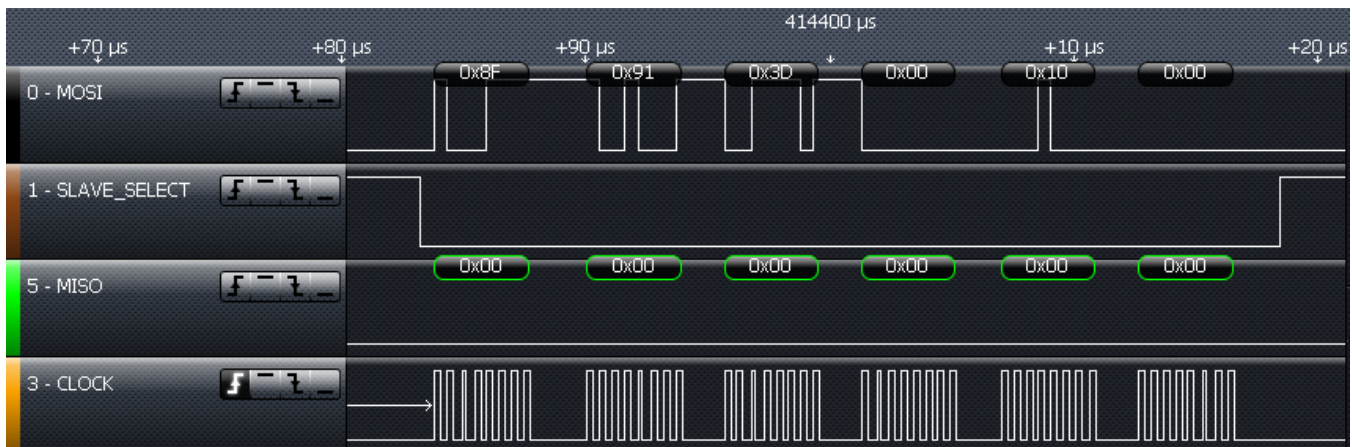 414400 µs
+70 µs +80 µs +90 µs +10 µs +20 µs
0 - MOSI 0x8F 0x91 0x3D 0x00 0x10 0x00
1 - SLAVE_SELECT
5 - MISO 0x00 0x00 0x00 0x00 0x00 0x00
3 - CLOCK